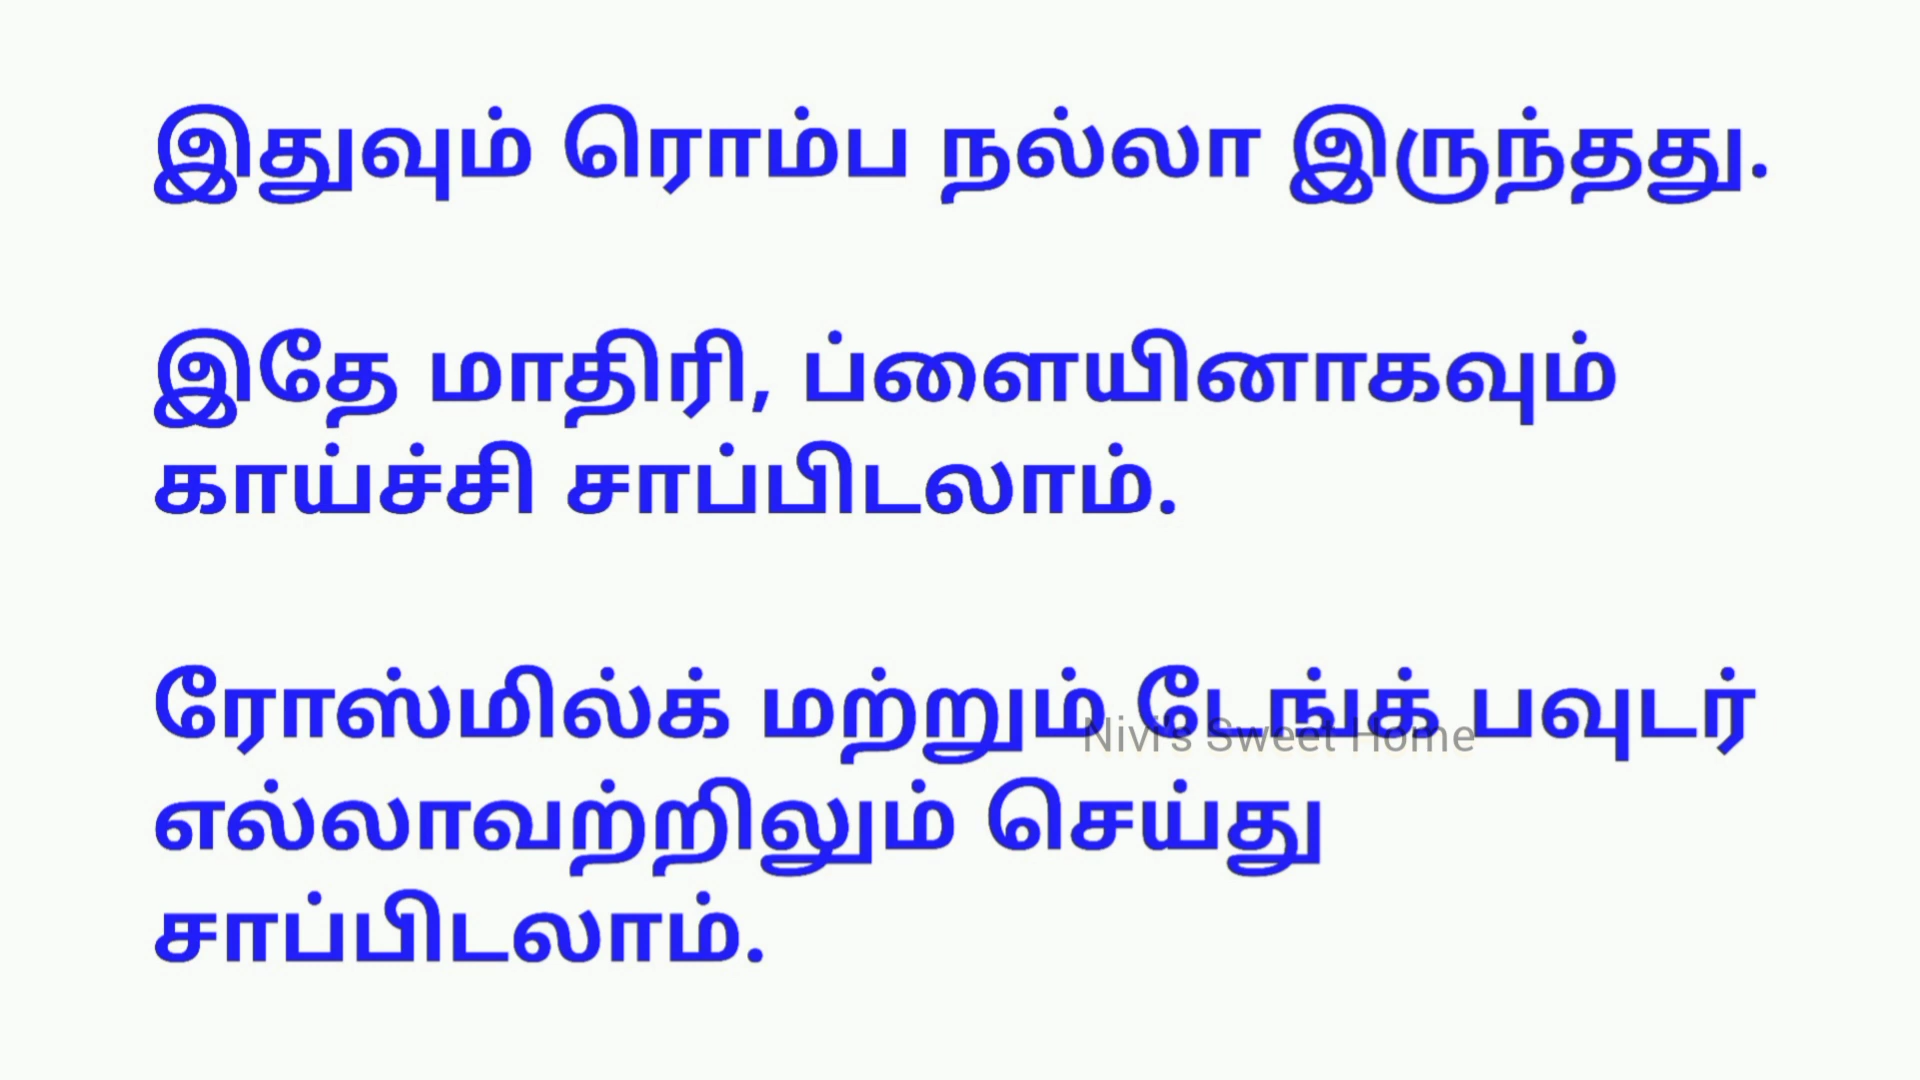 இதுவும் ரொம்ப நல்லா இருந்தது.
இதே மாதிரி, ப்ளையினாகவும்
காய்ச்சி சாப்பிடலாம்.
ரோஸ்மில்க் மற்றும் டேங்க் பவுடர்
Nivi's Sweet Home
எல்லாவற்றிலும் செய்து
சாப்பிடலாம்.